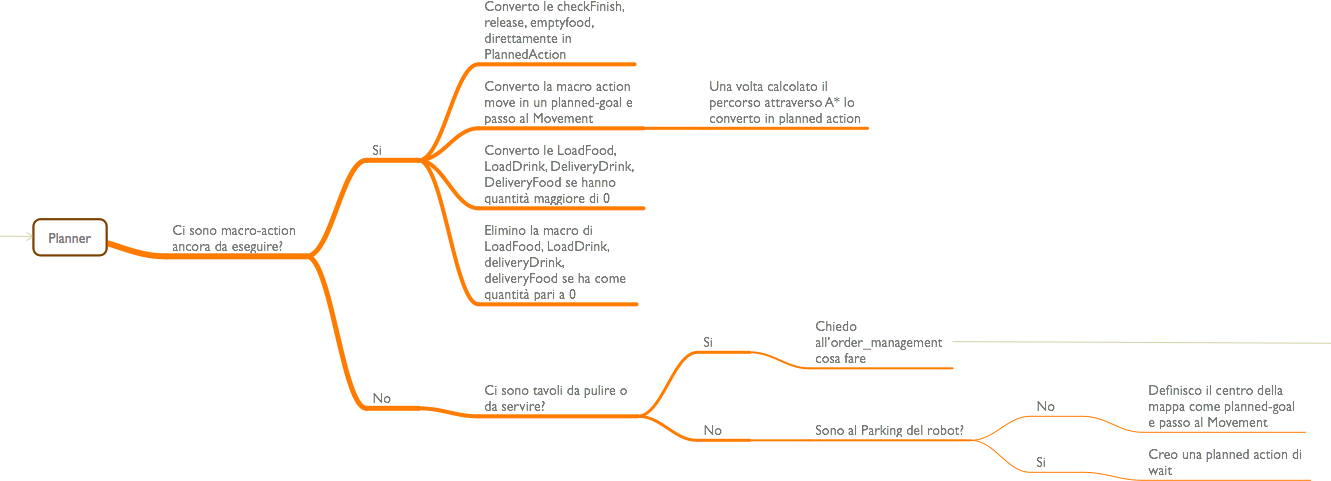 Planner
Ci sono macro-action
ancora da eseguire?
Si
Converto le checkFinish,
release, emptyfood,
direttamente in
PlannedAction
Converto la macro action
move in un planned-goal e
passo al Movement
Una volta calcolato il
percorso attraverso A* lo
converto in planned action
Converto le LoadFood,
LoadDrink, DeliveryDrink,
DeliveryFood se hanno
quantità maggiore di 0
Elimino la macro di
LoadFood, LoadDrink,
deliveryDrink,
deliveryFood se ha come
quantità pari a 0
No
Ci sono tavoli da pulire o
da servire?
Si
Chiedo
all'order_management
cosa fare
No
Sono al Parking del robot?
No
Definisco il centro della
mappa come planned-goal
e passo al Movement
Si
Creo una planned action di
wait